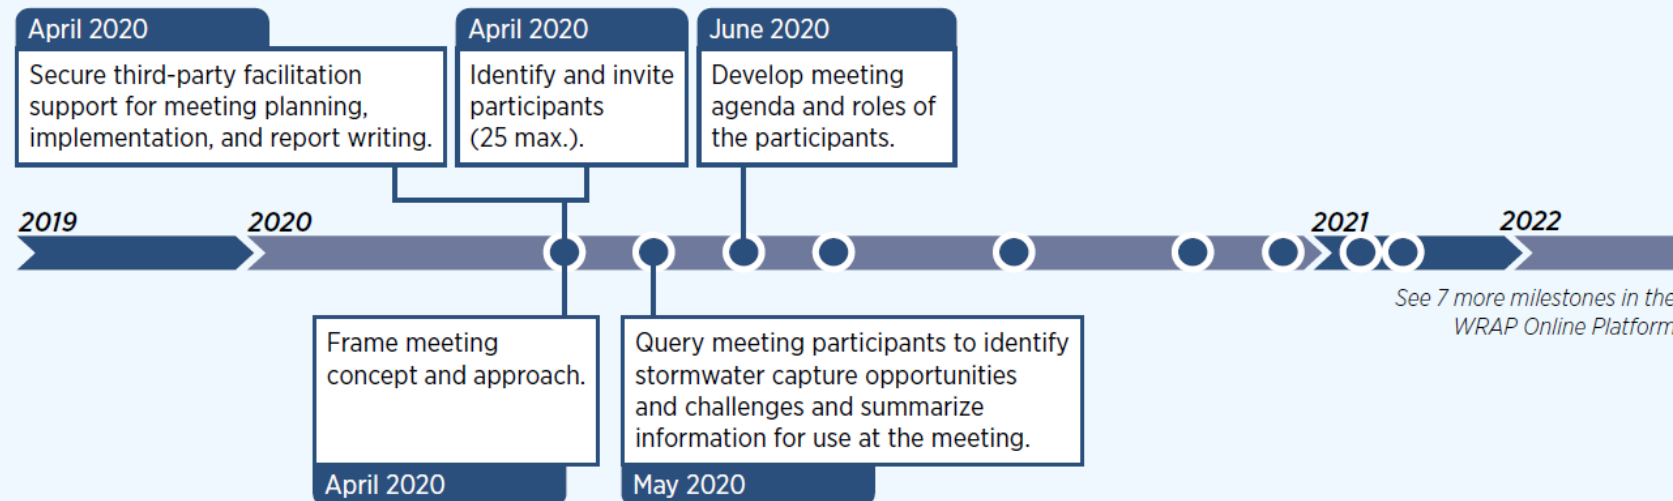 April 2020
Secure third-party facilitation
support for meeting planning,
implementation, and report writing.
April 2020
Identify and invite
participants
(25 max.).
June 2020
Develop meeting
agenda and roles of
the participants.
2019
2020
2021
2022
See 7 more milestones in the
WRAP Online Platform
Frame meeting
concept and approach.
April 2020
Query meeting participants to identify
stormwater capture opportunities
and challenges and summarize
information for use at the meeting.
May 2020